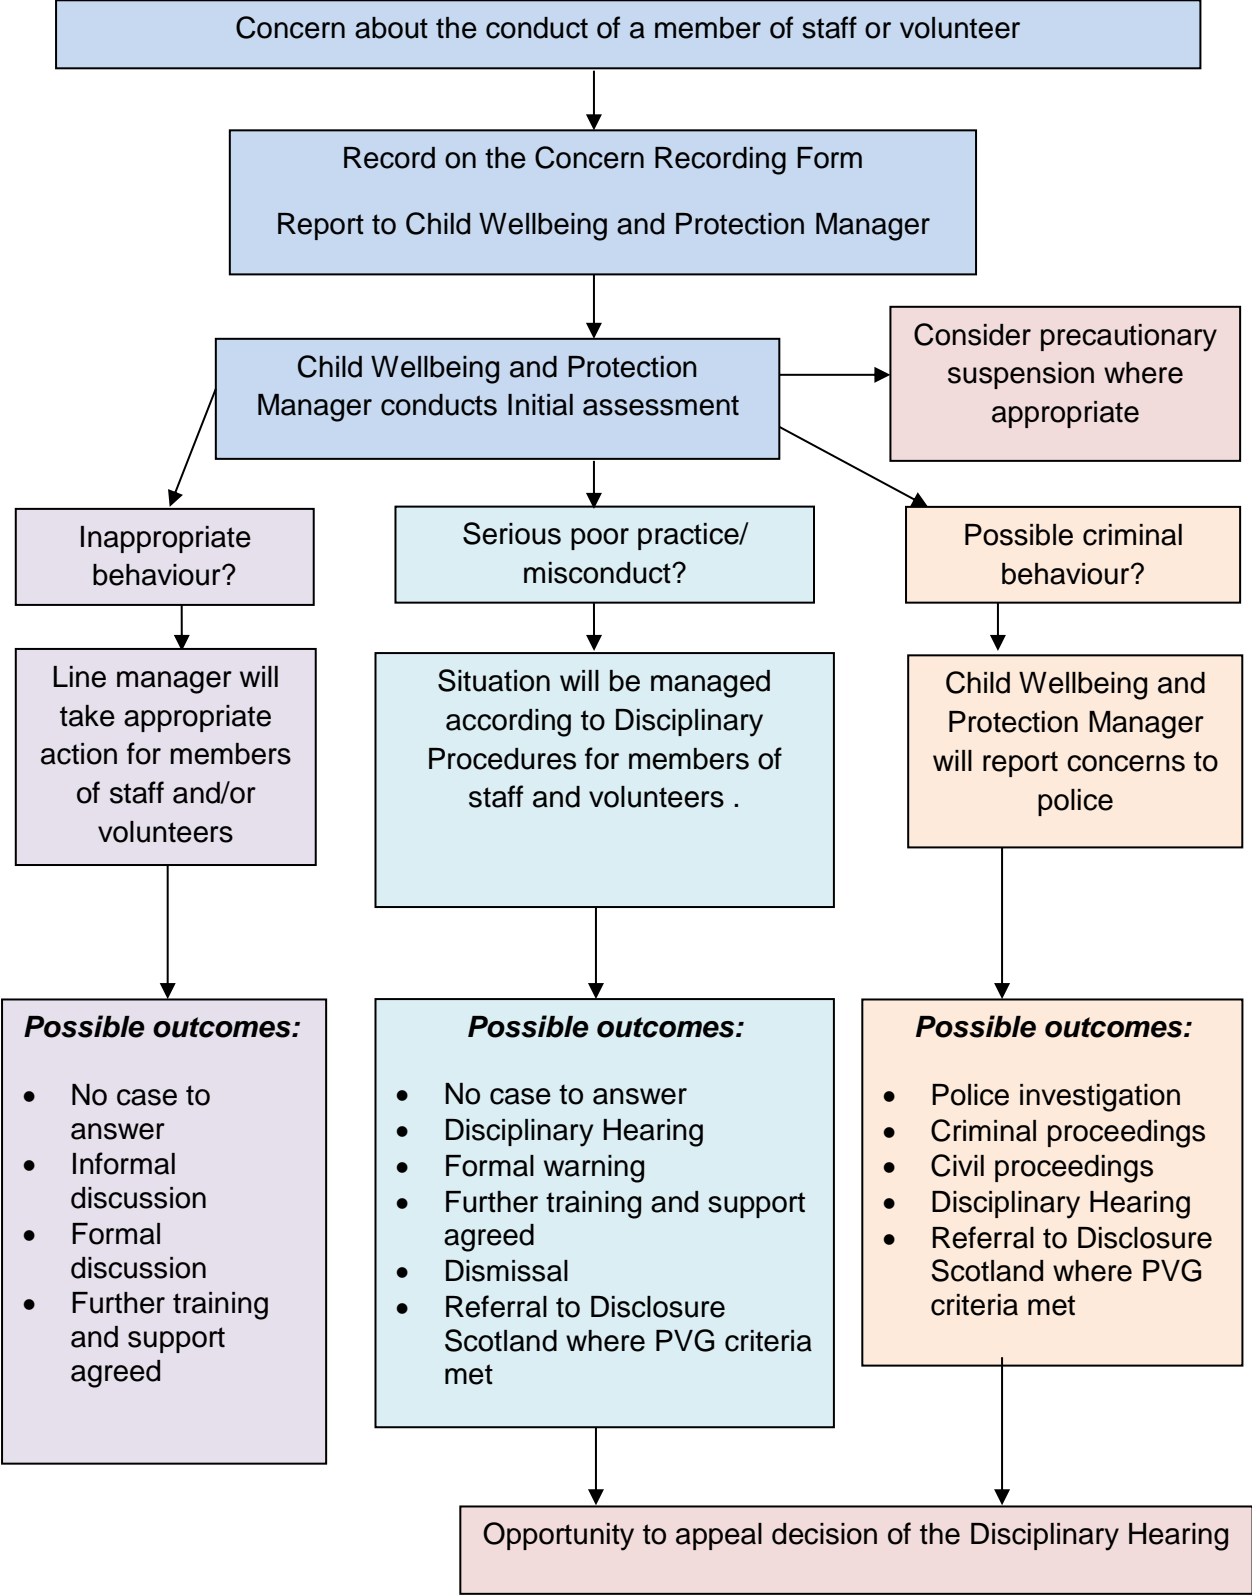 Concern about the conduct of a member of staff or volunteer
Record on the Concern Recording Form
Report to Child Wellbeing and Protection Manager
Consider precautionary
suspension where
appropriate
Child Wellbeing and Protection
Manager conducts Initial assessment
Inappropriate
behaviour?
Serious poor practice/
misconduct?
Possible criminal
behaviour?
Line manager will
take appropriate
action for members
of staff and/or
volunteers
Situation will be managed
according to Disciplinary
Procedures for members of
staff and volunteers .
Child Wellbeing and
Protection Manager
will report concerns to
police
Possible outcomes:
• No case to
answer
• Informal
discussion
• Formal
discussion
• Further training
and support
agreed
Possible outcomes:
• No case to answer
• Disciplinary Hearing
• Formal warning
• Further training and support
agreed
• Dismissal
• Referral to Disclosure
Scotland where PVG criteria
met
Possible outcomes:
• Police investigation
• Criminal proceedings
• Civil proceedings
• Disciplinary Hearing
• Referral to Disclosure
Scotland where PVG
criteria met
Opportunity to appeal decision of the Disciplinary Hearing